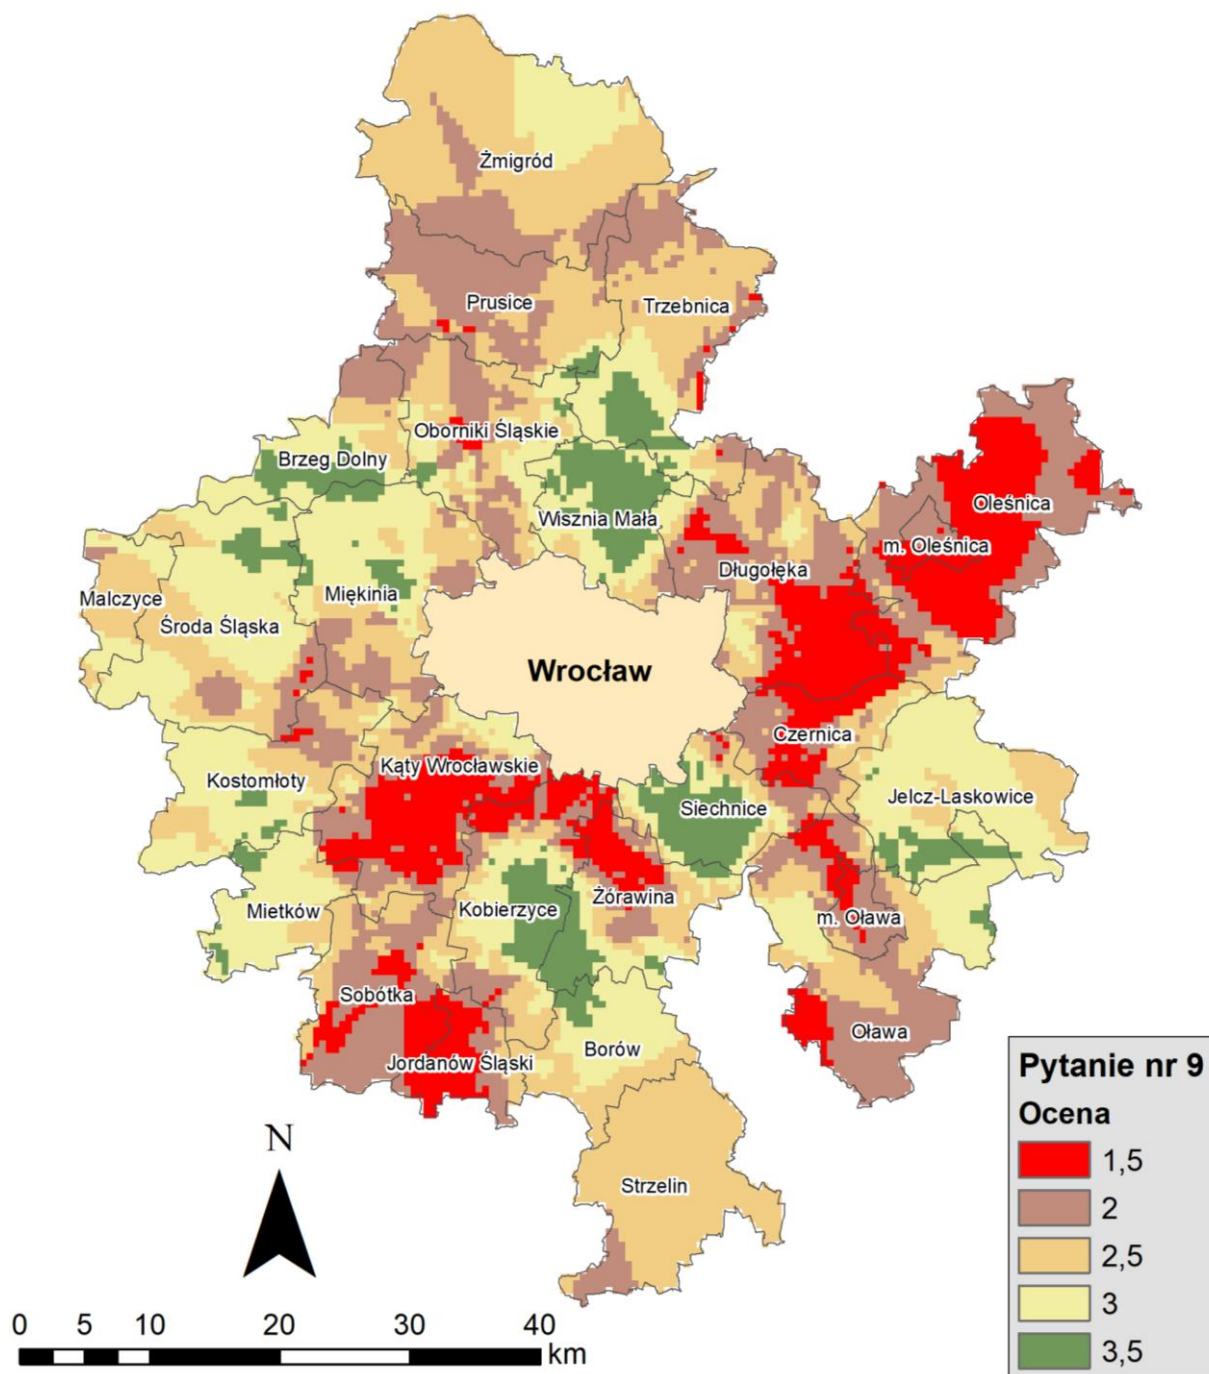 Żmigród
Prusice
Trzebnica
Oborniki Śląskie
Brzeg Dolny
Oleśnica
Wisznia Mała
m. Oleśnica
Długołęka
Malczyce
Miękinia
Środa Śląska
Wrocław
Czernica
Kąty Wrocławskie
Kostomłoty
Siechnice
Jelcz-Laskowice
Żórawina
Kobierzyce
Mietków
m. Oława
Sobótka
Oława
Borów
Jordanów Śląski
Strzelin
N
0 5 10 20 30 40
km
Pytanie nr 9
Ocena
1,5
2
2,5
3
3,5